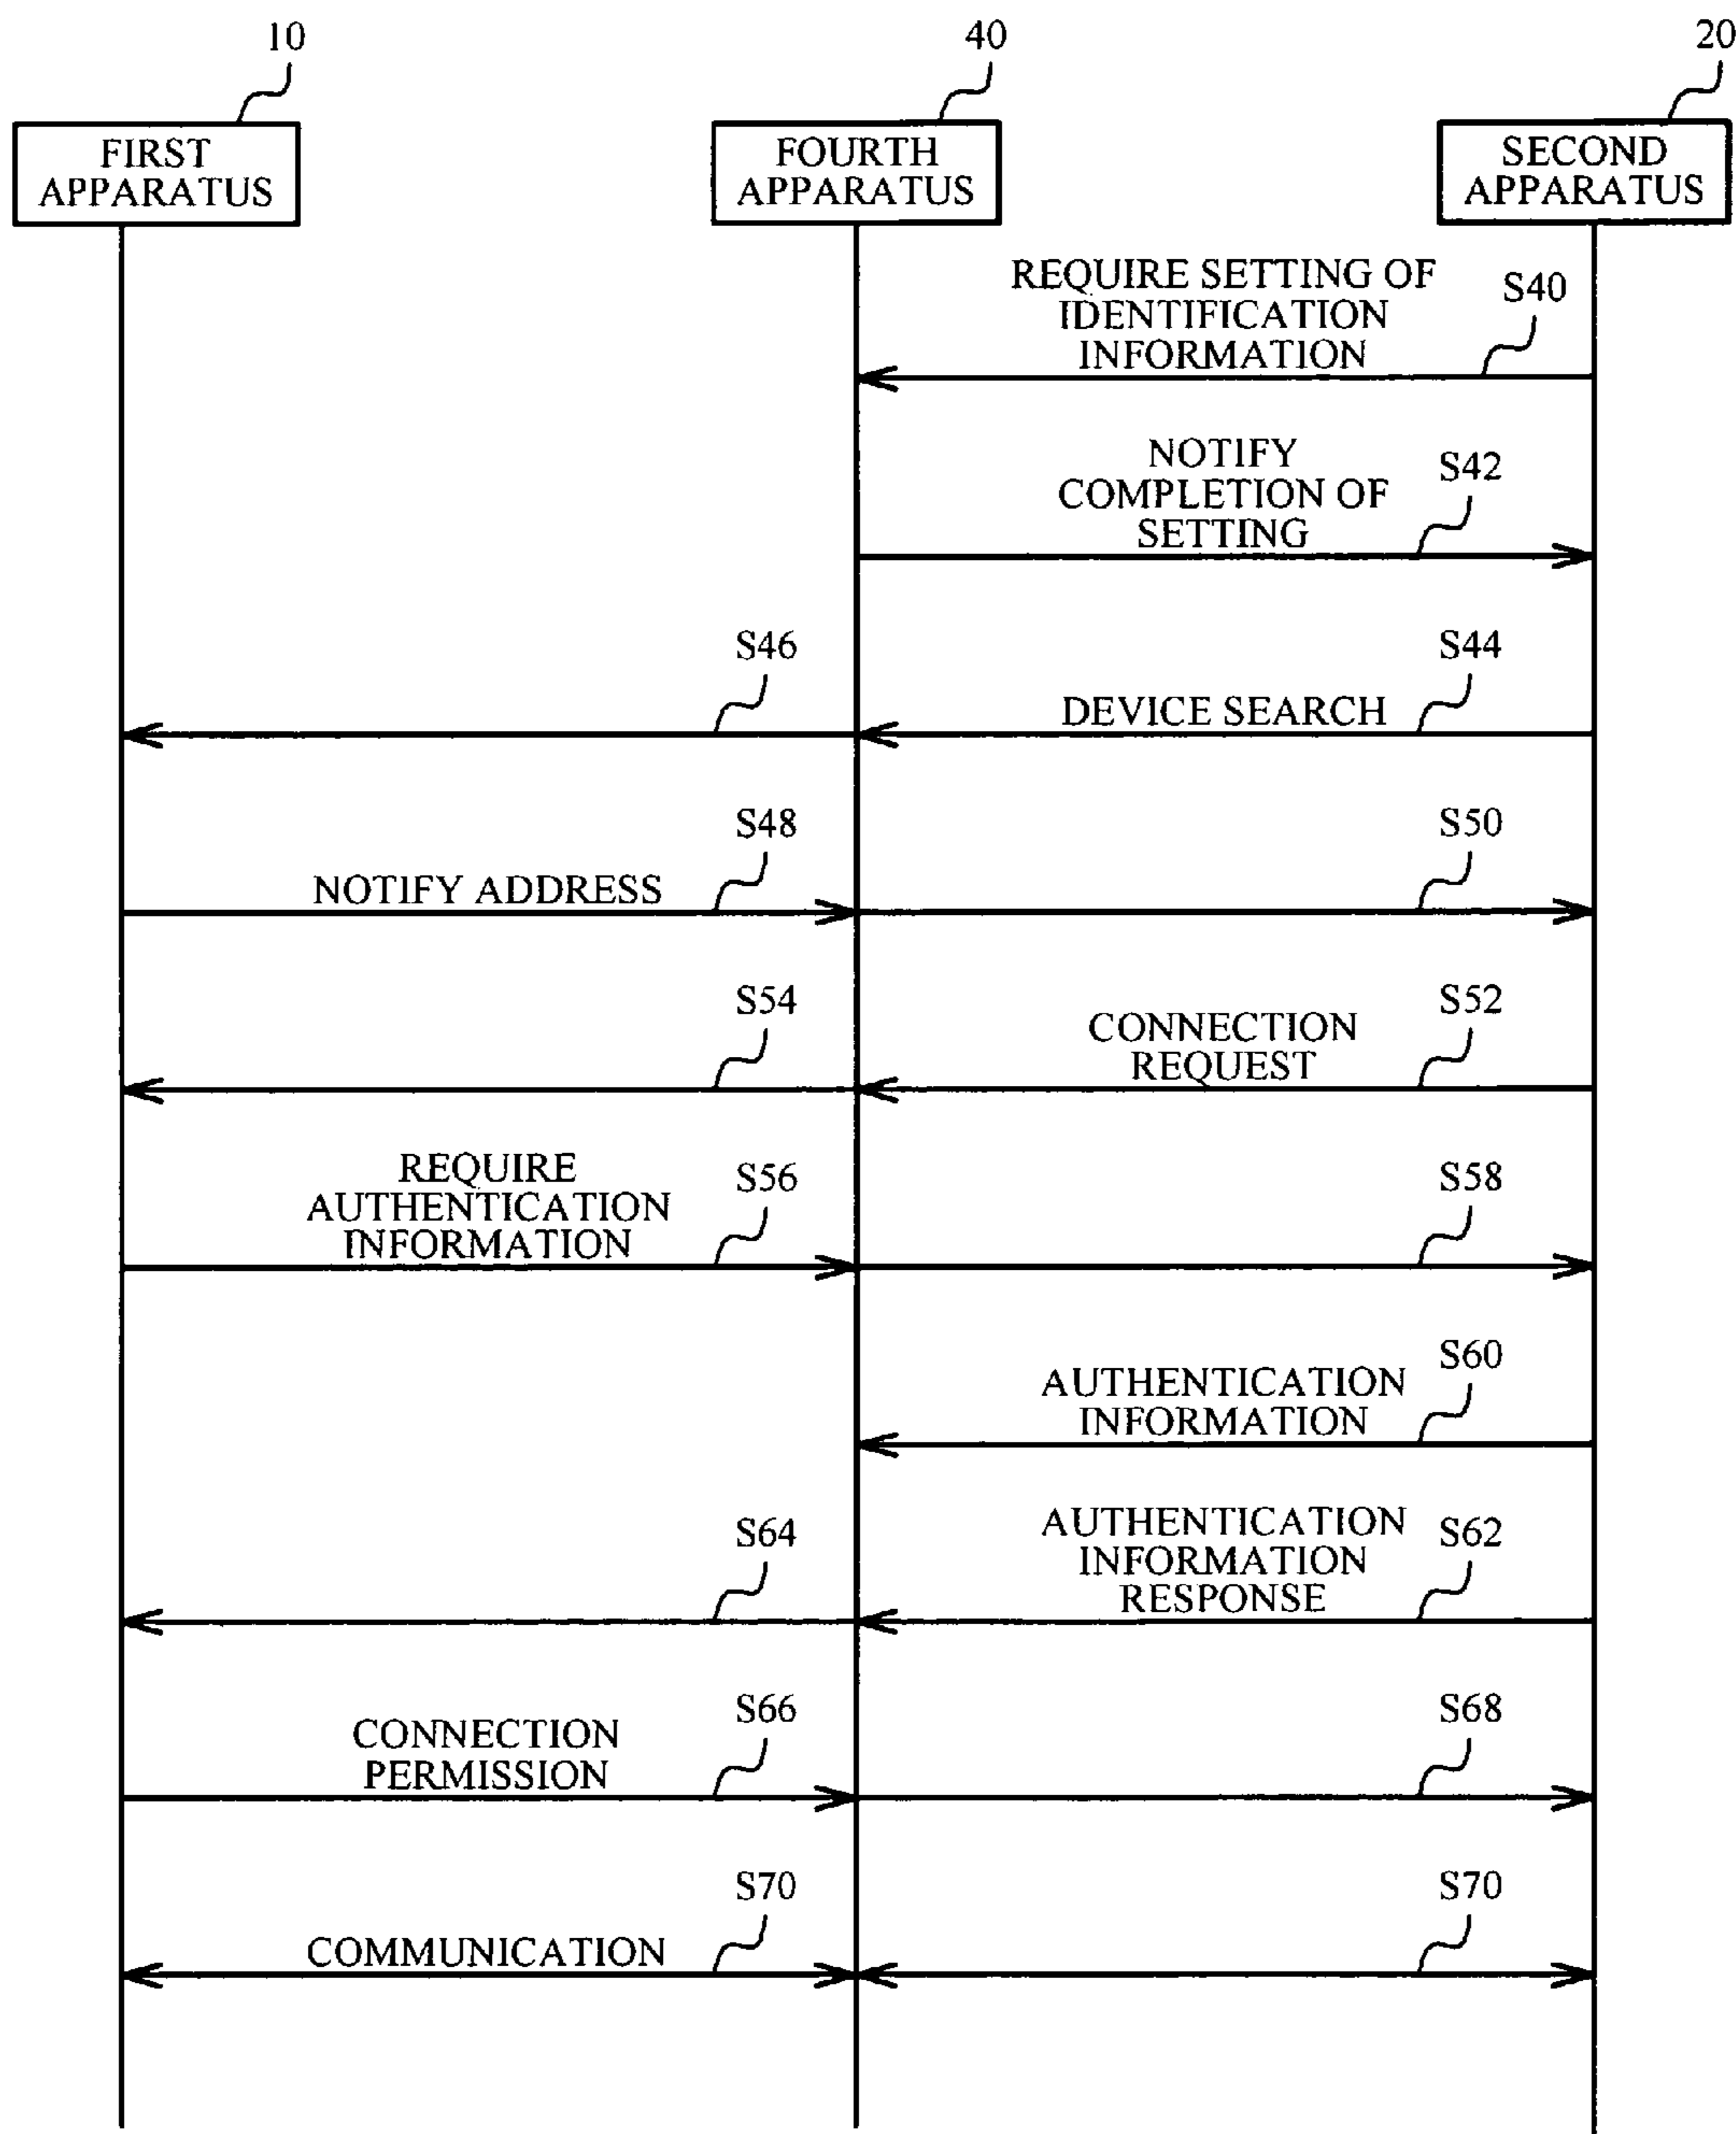 10
40
20
FIRST
APPARATUS
FOURTH
APPARATUS
SECOND
APPARATUS
REQUIRE SETTING OF
IDENTIFICATION
INFORMATION
S40
NOTIFY
COMPLETION OF
SETTING
S42
S46
DEVICE SEARCH
S44
NOTIFY ADDRESS
S48
S50
S54
CONNECTION
REQUEST
S52
REQUIRE
AUTHENTICATION
INFORMATION
S56
S58
AUTHENTICATION
INFORMATION
S60
S64
AUTHENTICATION
INFORMATION
RESPONSE
S62
CONNECTION
PERMISSION
S66
S68
COMMUNICATION
S70
S70